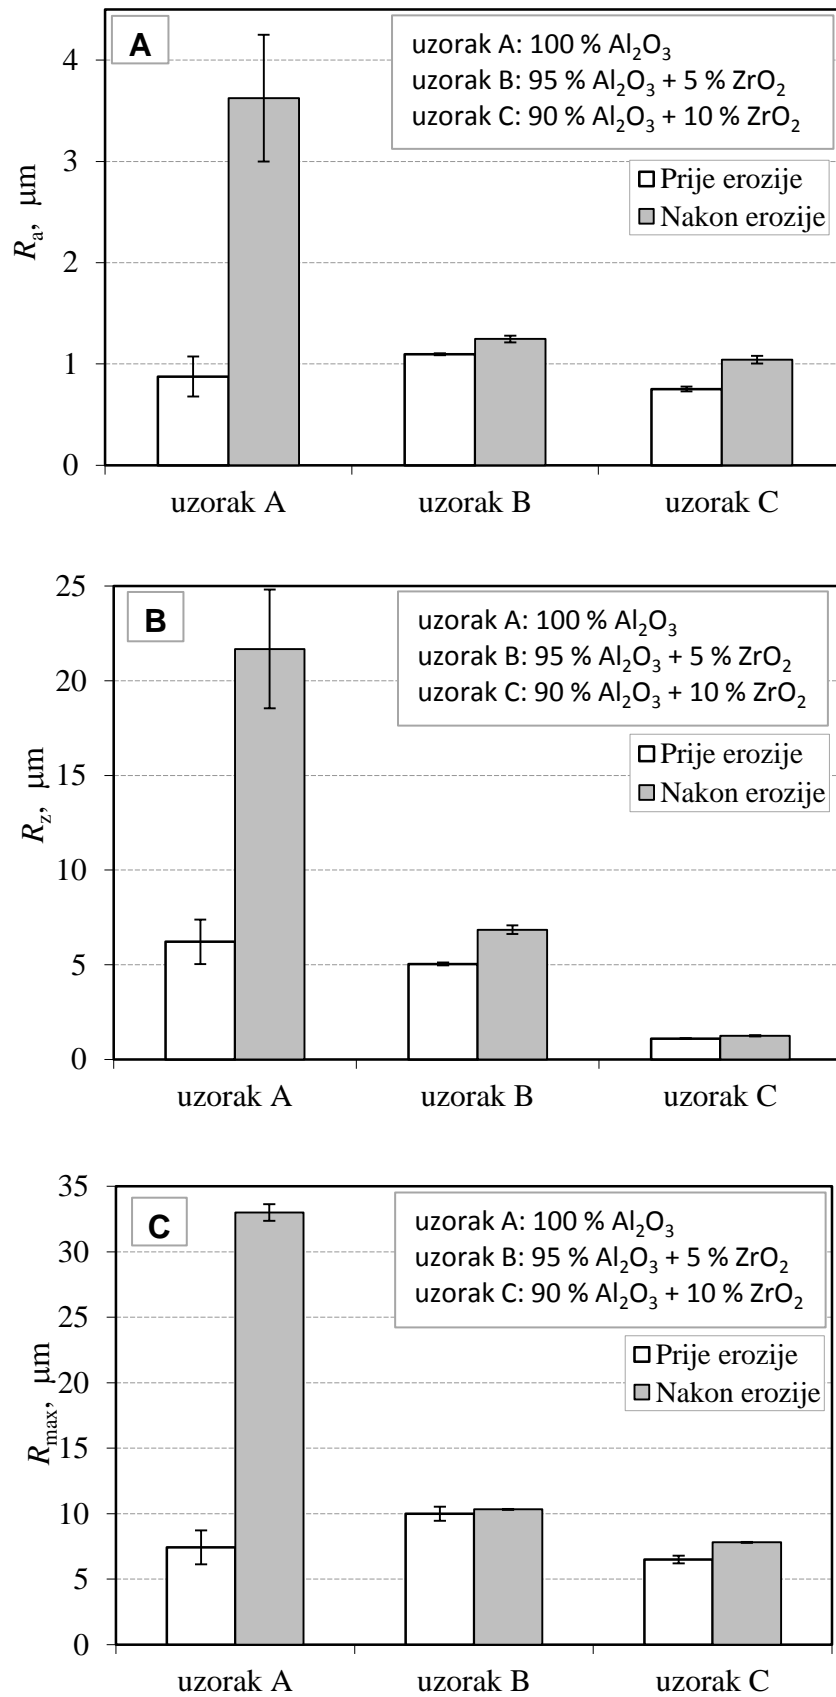 A
uzorak A: 100 % Al₂O₃
uzorak B: 95 % Al₂O₃ + 5 % ZrO₂
uzorak C: 90 % Al₂O₃ + 10 % ZrO₂
Prije erozije
Nakon erozije
Rₐ, μm
4
3
2
1
0
uzorak A
uzorak B
uzorak C
B
uzorak A: 100 % Al₂O₃
uzorak B: 95 % Al₂O₃ + 5 % ZrO₂
uzorak C: 90 % Al₂O₃ + 10 % ZrO₂
Prije erozije
Nakon erozije
R_z, μm
25
20
15
10
5
0
uzorak A
uzorak B
uzorak C
C
uzorak A: 100 % Al₂O₃
uzorak B: 95 % Al₂O₃ + 5 % ZrO₂
uzorak C: 90 % Al₂O₃ + 10 % ZrO₂
Prije erozije
Nakon erozije
Rₘₐₓ, μm
35
30
25
20
15
10
5
0
uzorak A
uzorak B
uzorak C